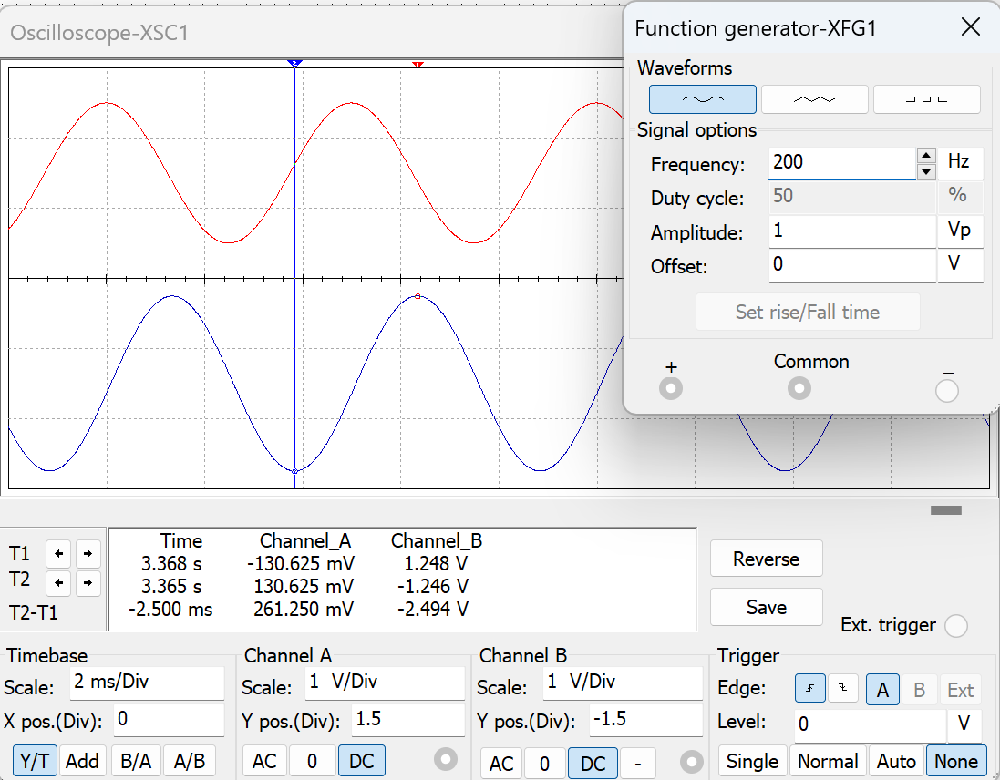 Oscilloscope-XSC1
Function generator-XFG1
Waveforms
Signal options
Frequency: 200 Hz
Duty cycle: 50 %
Amplitude: 1 Vp
Offset: 0 V
Set rise/Fall time
+ Common −
2 1
Time Channel_A Channel_B
T1 3.368 s -130.625 mV 1.248 V
T2 3.365 s 130.625 mV -1.246 V
T2-T1 -2.500 ms 261.250 mV -2.494 V
Reverse
Save
Ext. trigger
Timebase
Scale: 2 ms/Div
X pos.(Div): 0
Y/T Add B/A A/B
Channel A
Scale: 1 V/Div
Y pos.(Div): 1.5
AC 0 DC
Channel B
Scale: 1 V/Div
Y pos.(Div): -1.5
AC 0 DC -
Trigger
Edge: A B Ext
Level: 0 V
Single Normal Auto None